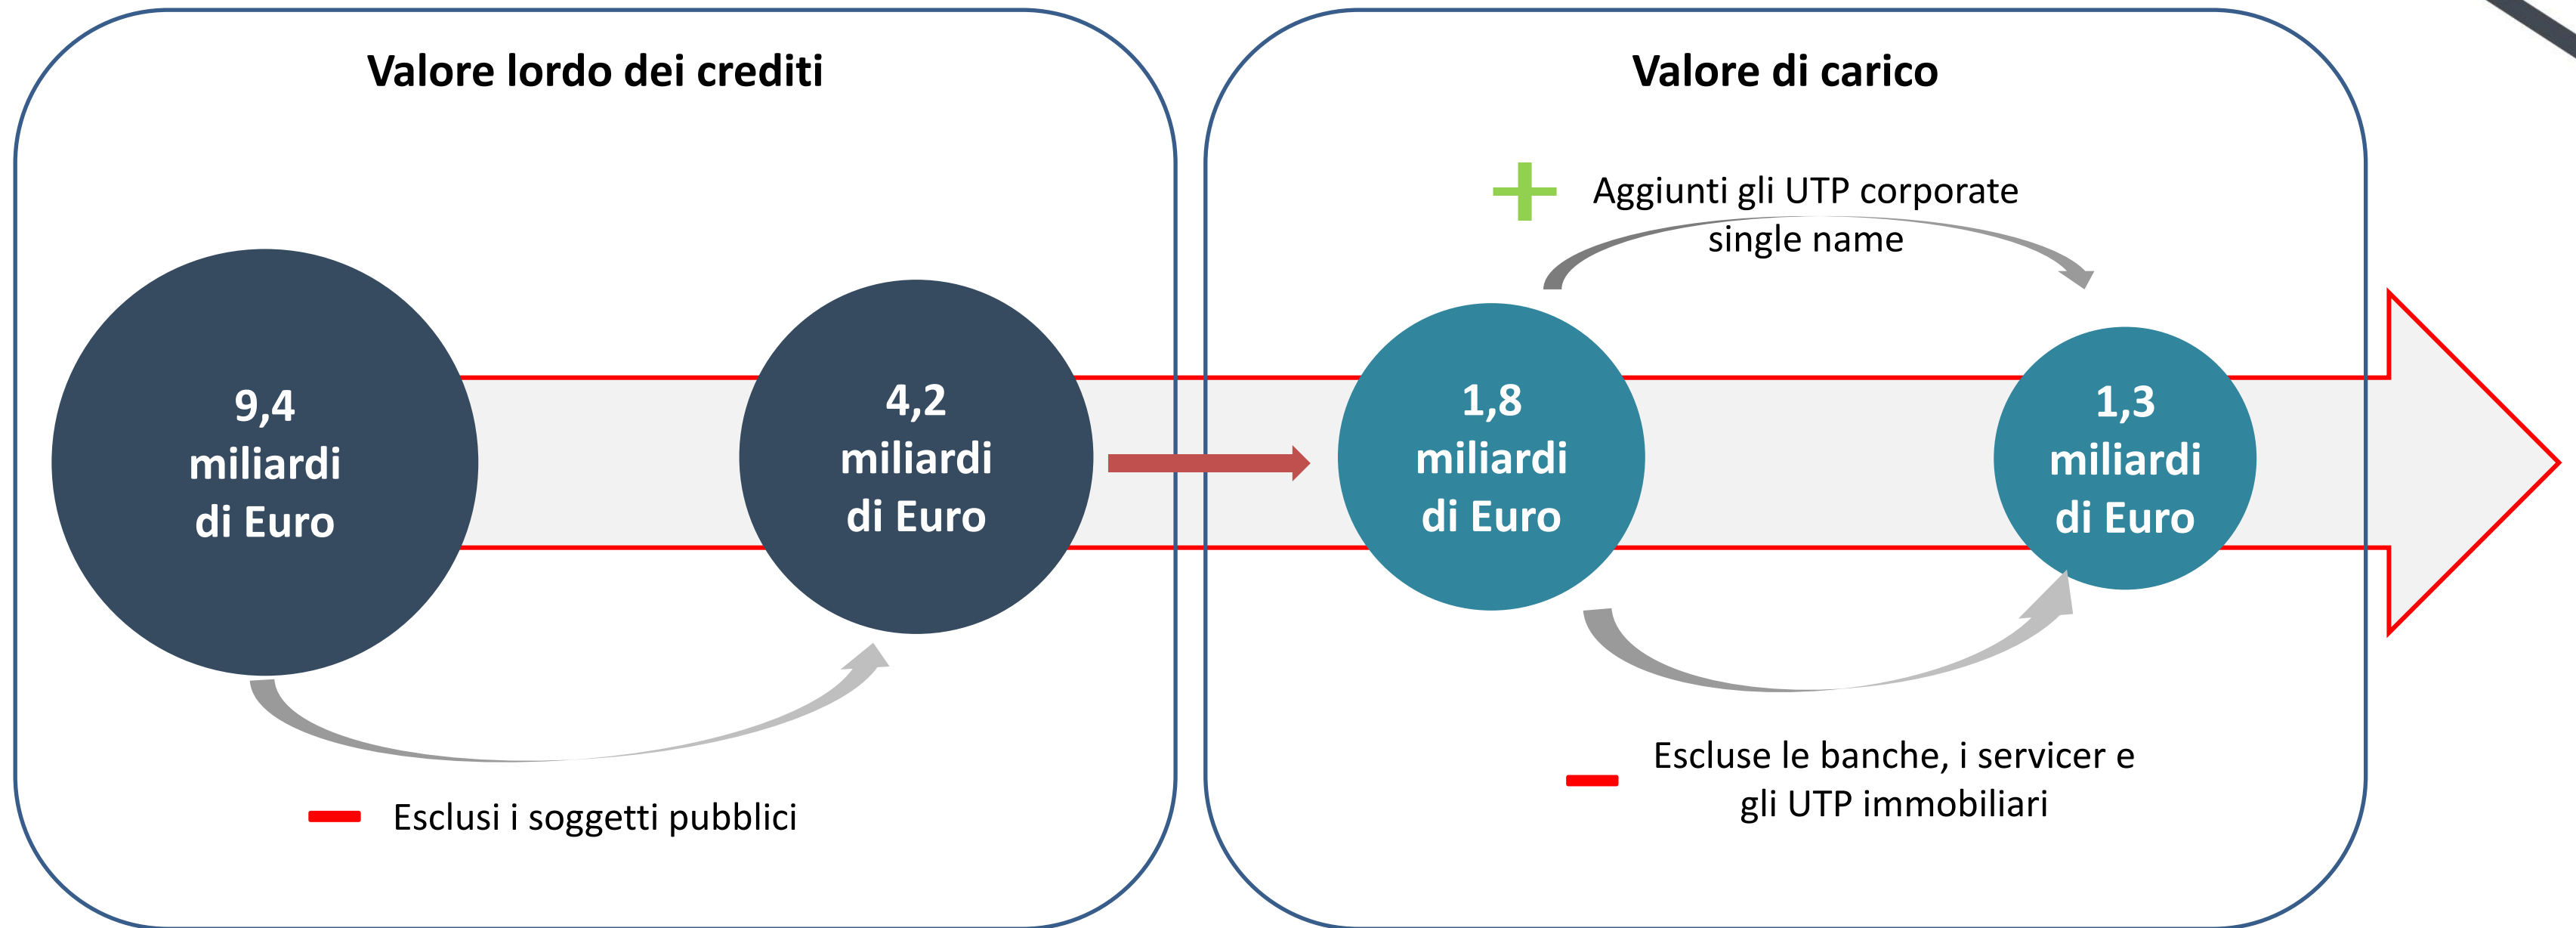 Valore lordo dei crediti
9,4
miliardi
di Euro
4,2
miliardi
di Euro
Esclusi i soggetti pubblici
Valore di carico
Aggiunti gli UTP corporate
single name
1,8
miliardi
di Euro
1,3
miliardi
di Euro
Escluse le banche, i servicer e
gli UTP immobiliari